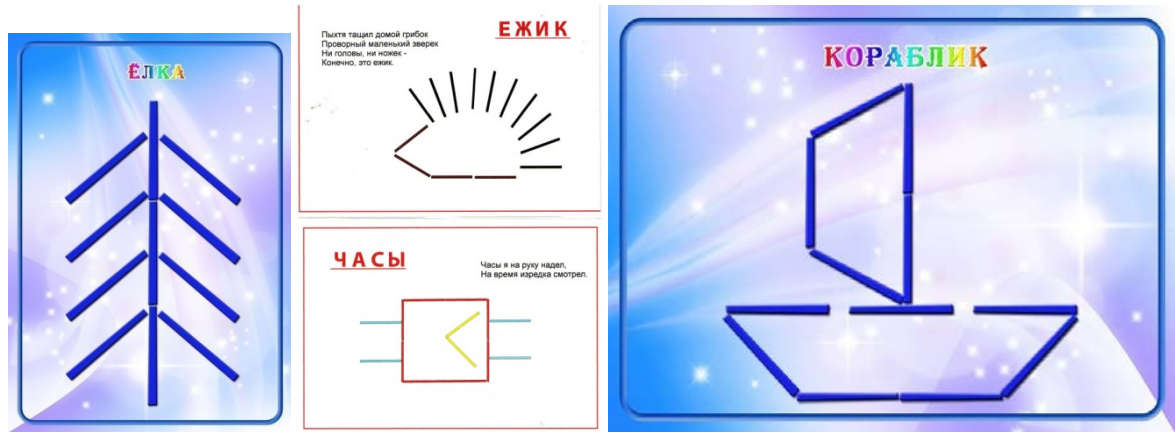 ЁЛКА
ЕЖИК
Пыхтя тащил домой грибок
Проворный маленький зверек
Ни головы, ни ножек -
Конечно, это ежик.
ЧАСЫ
Часы я на руку надел,
На время изредка смотрел.
КОРАБЛИК